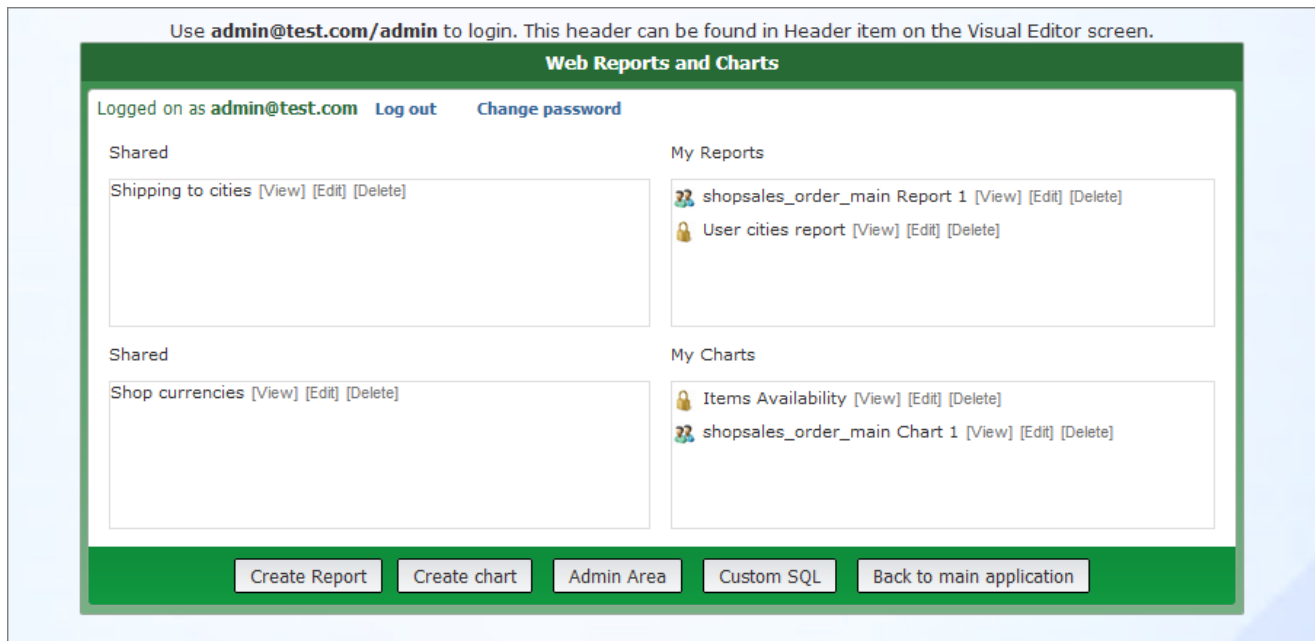 Use admin@test.com/admin to login. This header can be found in Header item on the Visual Editor screen.
Web Reports and Charts
Logged on as admin@test.com Log out Change password
Shared
Shipping to cities [View] [Edit] [Delete]
My Reports
shopsales_order_main Report 1 [View] [Edit] [Delete]
User cities report [View] [Edit] [Delete]
Shared
Shop currencies [View] [Edit] [Delete]
My Charts
Items Availability [View] [Edit] [Delete]
shopsales_order_main Chart 1 [View] [Edit] [Delete]
Create Report Create chart Admin Area Custom SQL Back to main application